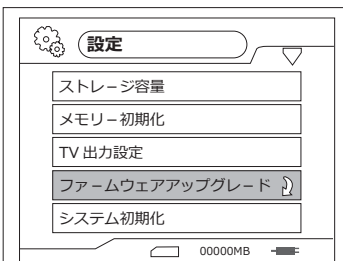 設定
ストレージ容量
メモリー初期化
TV 出力設定
ファームウェアアップグレード
システム初期化
00000MB